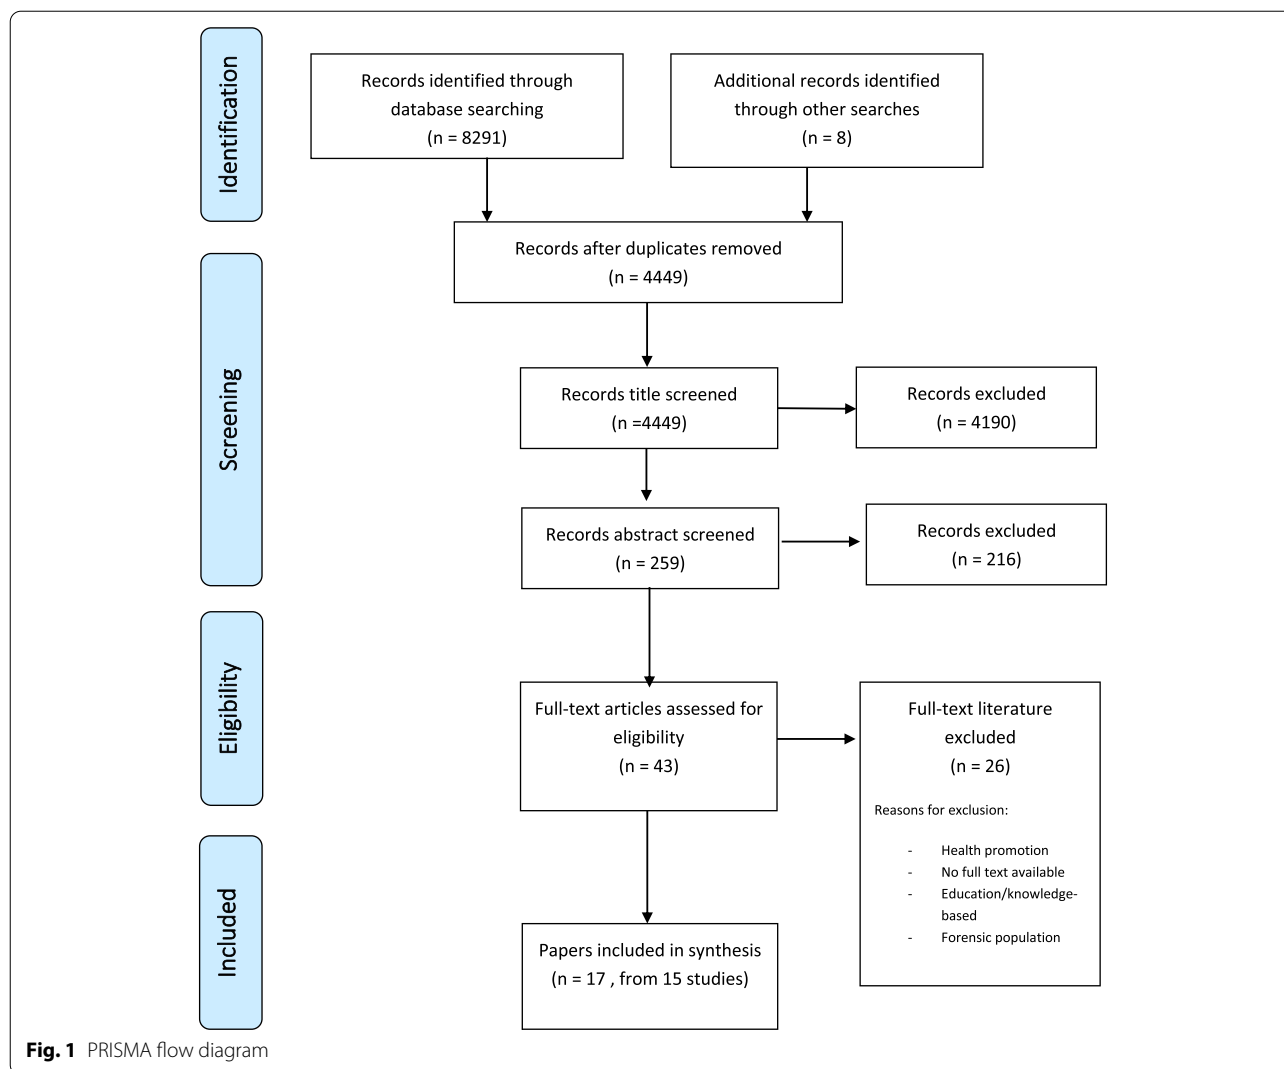 Identification
Records identified through
database searching
(n = 8291)
Additional records identified
through other searches
(n = 8)
Records after duplicates removed
(n = 4449)
Screening
Records title screened
(n =4449)
Records excluded
(n = 4190)
Records abstract screened
(n = 259)
Records excluded
(n = 216)
Eligibility
Full-text articles assessed for
eligibility
(n = 43)
Full-text literature
excluded
(n = 26)
Reasons for exclusion:
- Health promotion
- No full text available
- Education/knowledge-
based
- Forensic population
Included
Papers included in synthesis
(n = 17 , from 15 studies)
Fig. 1 PRISMA flow diagram